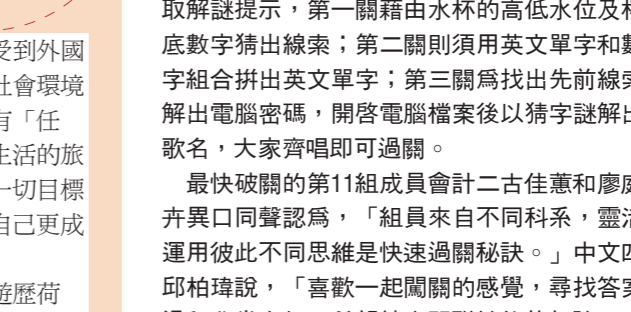 受到外國
社會環境
有「任
生活的旅
一切目標
自己更成
遊歷荷
取解謎提示，第一關藉由水杯的高低水位及杯
底數字猜出線索；第二關則須用英文單字和數
字組合拼出英文單字；第三關為找出先前線索
解出電腦密碼，開啓電腦檔案後以猜字謎解出
歌名，大家齊唱即可過關。
最快破關的第11組成員會計二古佳蕙和廖庭
卉異口同聲認為，「組員來自不同科系，靈活
運用彼此不同思維是快速過關秘訣。」中文四
邱柏瑋說，「喜歡一起闖關的感覺，尋找答案